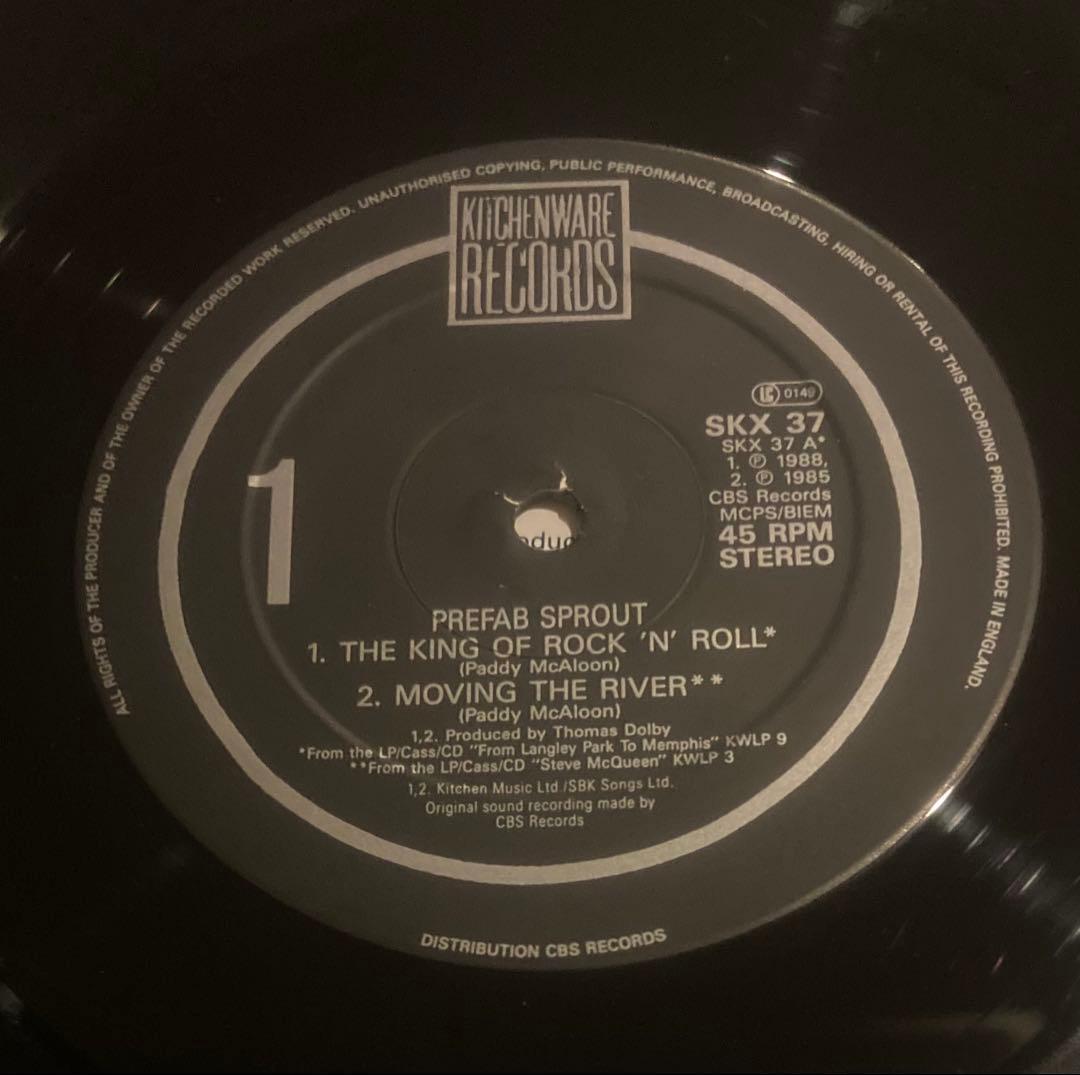 ALL RIGHTS OF THE PRODUCER AND OF THE OWNER OF THE RECORDED WORK RESERVED. UNAUTHORISED COPYING, PUBLIC PERFORMANCE, BROADCASTING, HIRING OR RENTAL OF THIS RECORDING PROHIBITED. MADE IN ENGLAND.
KITCHENWARE
RECORDS
LC 0149
SKX 37
SKX 37 A*
1. ℗ 1988,
2. ℗ 1985
CBS Records
MCPS/BIEM
45 RPM
STEREO
1
PREFAB SPROUT
1. THE KING OF ROCK 'N' ROLL*
(Paddy McAloon)
2. MOVING THE RIVER**
(Paddy McAloon)
1,2. Produced by Thomas Dolby
*From the LP/Cass/CD "From Langley Park To Memphis" KWLP 9
**From the LP/Cass/CD "Steve McQueen" KWLP 3
1,2. Kitchen Music Ltd./SBK Songs Ltd.
Original sound recording made by
CBS Records
DISTRIBUTION CBS RECORDS